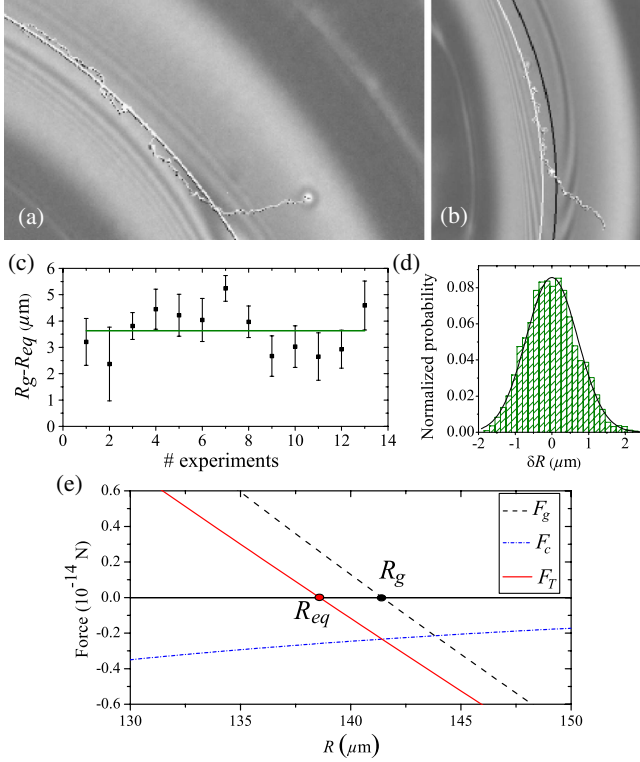 (a)
(b)
(c)
6
5
4
3
2
1
0
Rg-Req (μm)
0 2 4 6 8 10 12 14
# experiments
(d)
0.08
0.06
0.04
0.02
0.00
Normalized probability
-2 -1 0 1 2
δR (μm)
(e)
0.6
0.4
0.2
0.0
-0.2
-0.4
-0.6
Force (10-14 N)
Rg
Req
Fg
Fc
FT
130 135 140 145 150
R (μm)